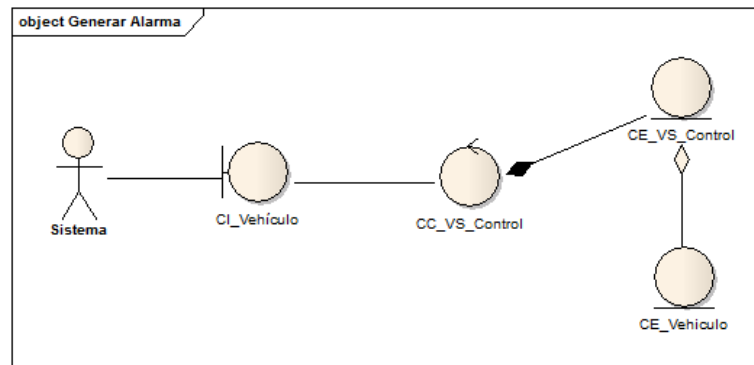 object Generar Alarma
Sistema
CI_Vehículo
CC_VS_Control
CE_VS_Control
CE_Vehiculo